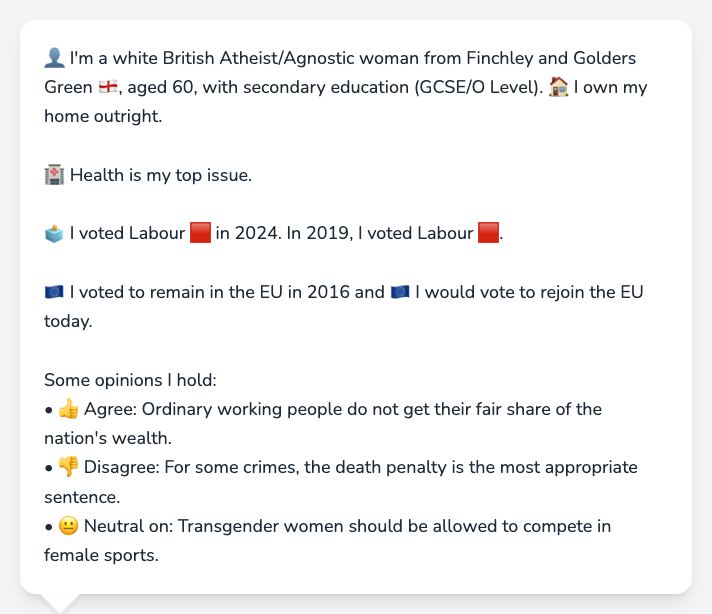 👤 I'm a white British Atheist/Agnostic woman from Finchley and Golders
Green 🏴󠁧󠁢󠁥󠁮󠁧󠁿, aged 60, with secondary education (GCSE/O Level). 🏠 I own my
home outright.
🏥 Health is my top issue.
🗳️ I voted Labour 🟥 in 2024. In 2019, I voted Labour 🟥.
🇪🇺 I voted to remain in the EU in 2016 and 🇪🇺 I would vote to rejoin the EU
today.
Some opinions I hold:
• 👍 Agree: Ordinary working people do not get their fair share of the
nation's wealth.
• 👎 Disagree: For some crimes, the death penalty is the most appropriate
sentence.
• 😐 Neutral on: Transgender women should be allowed to compete in
female sports.